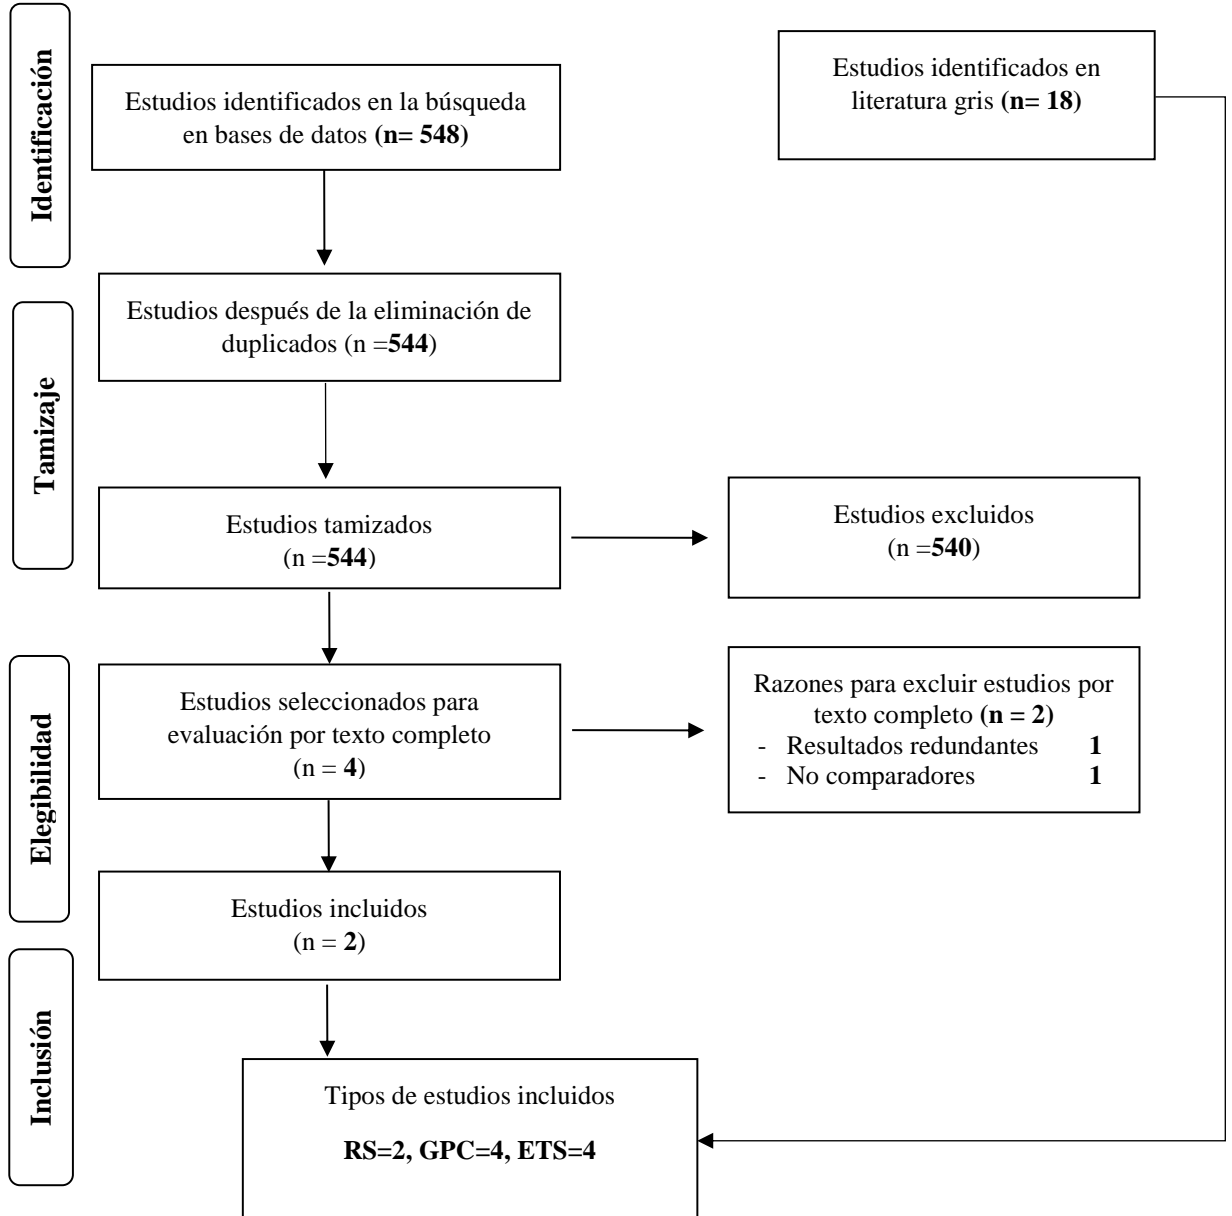 Identificación
Estudios identificados en la búsqueda
en bases de datos (n= 548)
Estudios identificados en
literatura gris (n= 18)
Tamizaje
Estudios después de la eliminación de
duplicados (n =544)
Estudios tamizados
(n =544)
Estudios excluidos
(n =540)
Elegibilidad
Estudios seleccionados para
evaluación por texto completo
(n = 4)
Razones para excluir estudios por
texto completo (n = 2)
- Resultados redundantes 1
- No comparadores 1
Estudios incluidos
(n = 2)
Inclusión
Tipos de estudios incluidos
RS=2, GPC=4, ETS=4